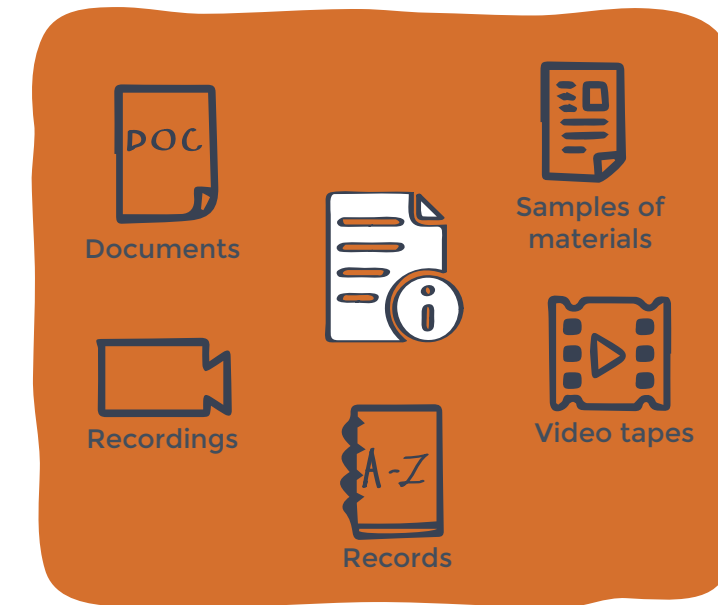 DOC
Documents
Samples of
materials
i
Recordings
Video tapes
A-Z
Records